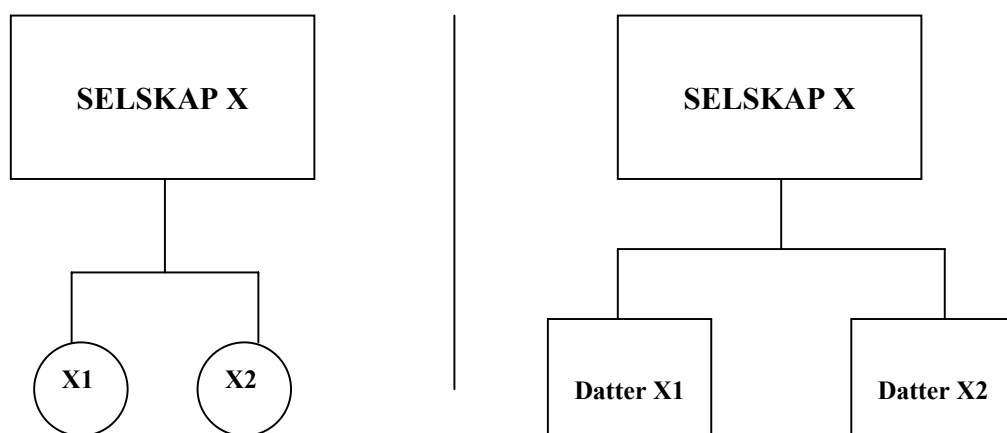 SELSKAP X
X1
X2
SELSKAP X
Datter X1
Datter X2